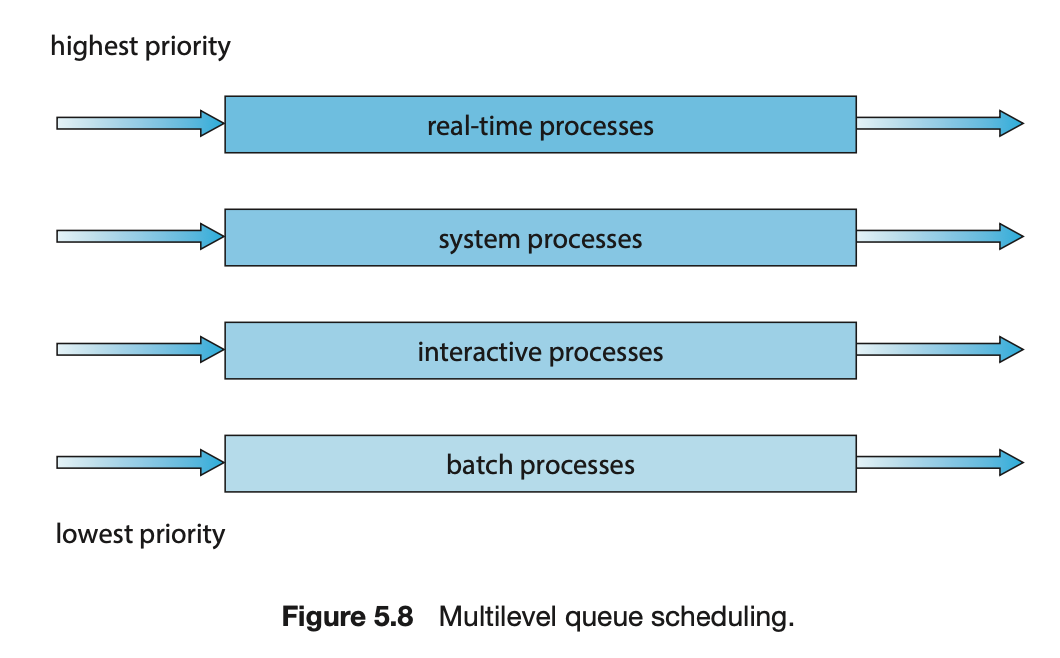 highest priority
real-time processes
system processes
interactive processes
batch processes
lowest priority
Figure 5.8 Multilevel queue scheduling.